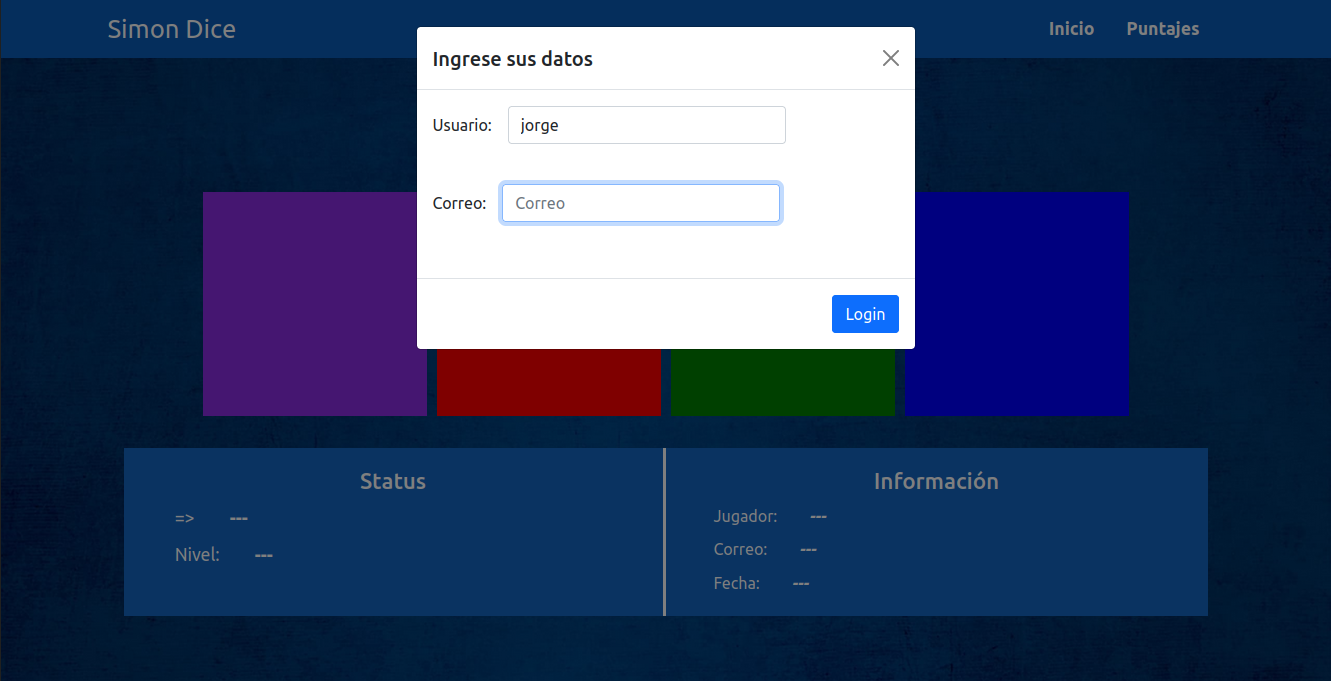 Simon Dice
Inicio Puntajes
Ingrese sus datos
Usuario: jorge
Correo: Correo
Login
Status
=> ---
Nivel: ---
Información
Jugador: ---
Correo: ---
Fecha: ---